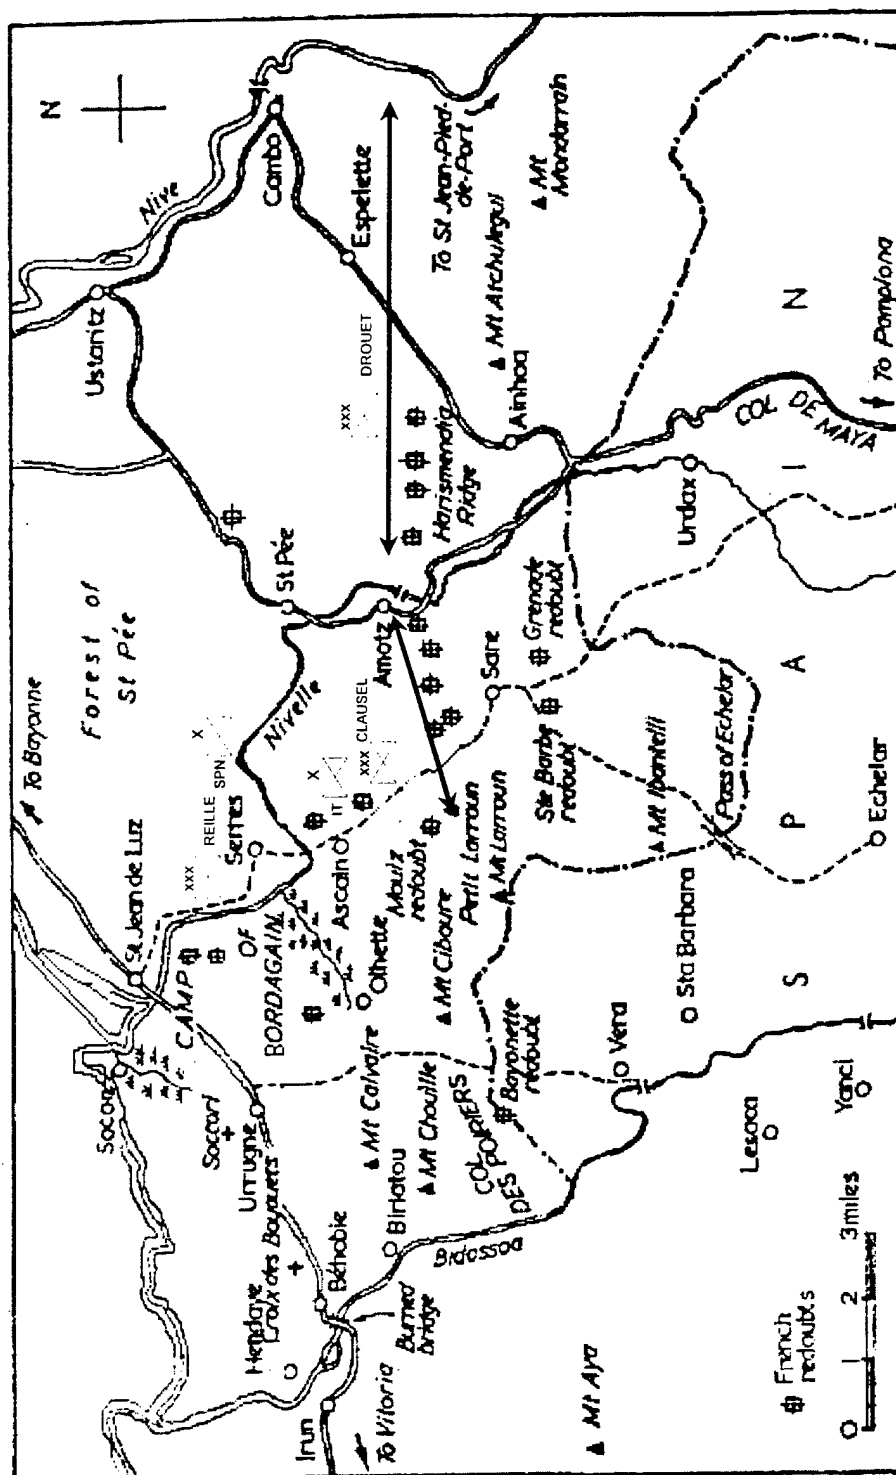 N
Nive
Ustaritz
Cambo
Espelette
To St Jean-Pied-
de-Port
Mt
Mondarrain
Mt Atchulegui
xxx
DROUET
Harismendia
Ridge
Ainhoa
COL DE MAYA
To Pamplona
Urdax
To Bayonne
Forest of
St Pée
St Pée
Amotz
Nivelle
Sare
Grenade
redoubt
Ste Barbe
redoubt
Mt Ibantelli
Pass of Echelar
Echelar
S P A I N
REILLE
xxx
SPN
X
Serres
IT
X
xxx
CLAUSEL
Ascain
Mouiz
redoubt
Petit Larroun
Mt Larroun
Sta Barbara
St Jean de Luz
CAMP
OF
BORDAGAIN
Olhette
Mt Ciboure
Bayonette
redoubt
Vera
Socoa
SoccorI
Urrugne
Mt Calvaire
Mt Choulle
COL
DES POIRIERS
Lesaca
Yanci
Hendaye
Croix des Bouquets
Béhobie
Biriatou
Bidassoa
Burned
bridge
Irun
To Vitoria
Mt Aya
French
redoubts
0 1 2 3 miles